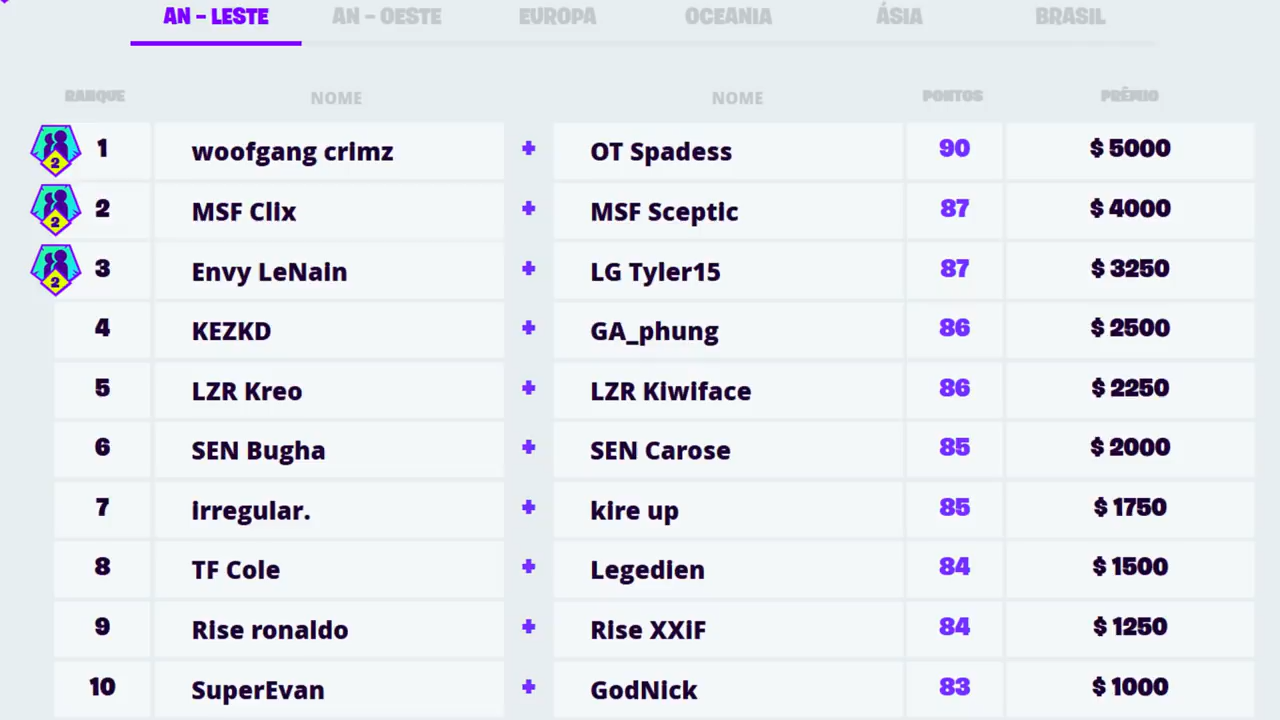 AN – LESTE AN – OESTE EUROPA OCEANIA ÁSIA BRASIL
RANQUE NOME NOME PONTOS PRÊMIO
2 1 woofgang crimz + OT Spadess 90 $ 5000
2 2 MSF Clix + MSF Sceptic 87 $ 4000
2 3 Envy LeNain + LG Tyler15 87 $ 3250
4 KEZKD + GA_phung 86 $ 2500
5 LZR Kreo + LZR Kiwiface 86 $ 2250
6 SEN Bugha + SEN Carose 85 $ 2000
7 irregular. + kire up 85 $ 1750
8 TF Cole + Legedien 84 $ 1500
9 Rise ronaldo + Rise XXiF 84 $ 1250
10 SuperEvan + GodNick 83 $ 1000